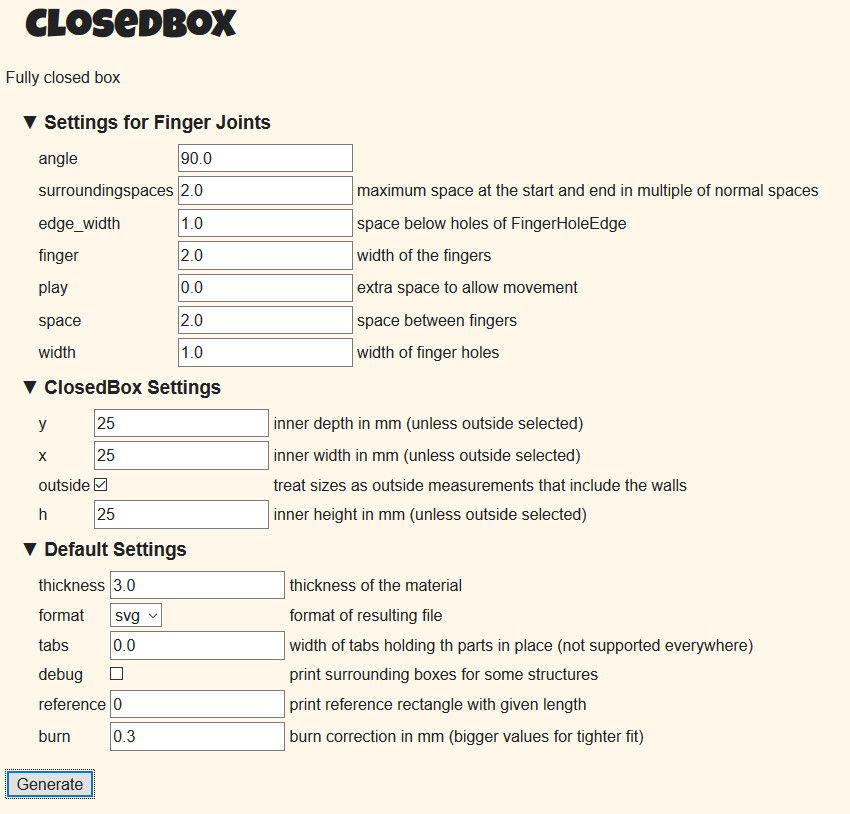 CLOSEDBOX
Fully closed box
▼ Settings for Finger Joints
angle 90.0
surroundingspaces 2.0 maximum space at the start and end in multiple of normal spaces
edge_width 1.0 space below holes of FingerHoleEdge
finger 2.0 width of the fingers
play 0.0 extra space to allow movement
space 2.0 space between fingers
width 1.0 width of finger holes
▼ ClosedBox Settings
y 25 inner depth in mm (unless outside selected)
x 25 inner width in mm (unless outside selected)
outside treat sizes as outside measurements that include the walls
h 25 inner height in mm (unless outside selected)
▼ Default Settings
thickness 3.0 thickness of the material
format svg format of resulting file
tabs 0.0 width of tabs holding th parts in place (not supported everywhere)
debug print surrounding boxes for some structures
reference 0 print reference rectangle with given length
burn 0.3 burn correction in mm (bigger values for tighter fit)
Generate